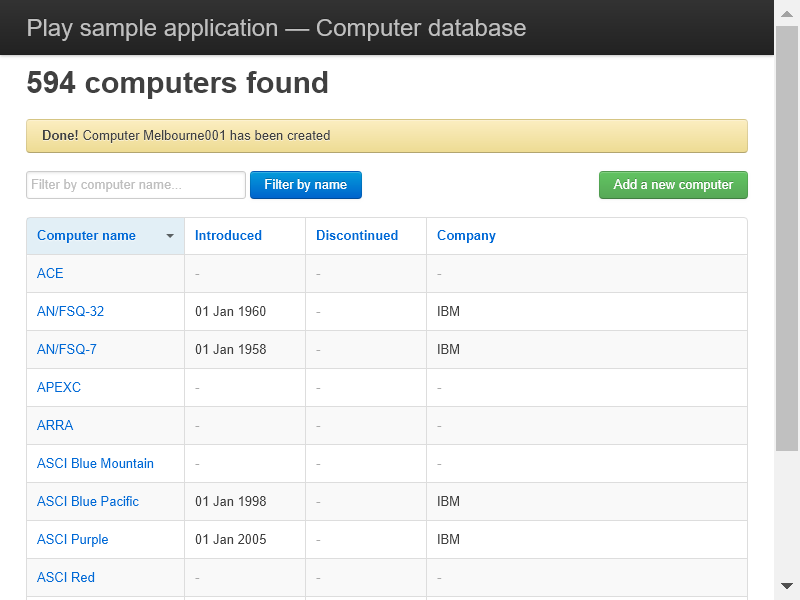 Play sample application — Computer database
594 computers found
Done! Computer Melbourne001 has been created
Filter by computer name... Filter by name Add a new computer
Computer name Introduced Discontinued Company
ACE - - -
AN/FSQ-32 01 Jan 1960 - IBM
AN/FSQ-7 01 Jan 1958 - IBM
APEXC - - -
ARRA - - -
ASCI Blue Mountain - - -
ASCI Blue Pacific 01 Jan 1998 - IBM
ASCI Purple 01 Jan 2005 - IBM
ASCI Red - - -